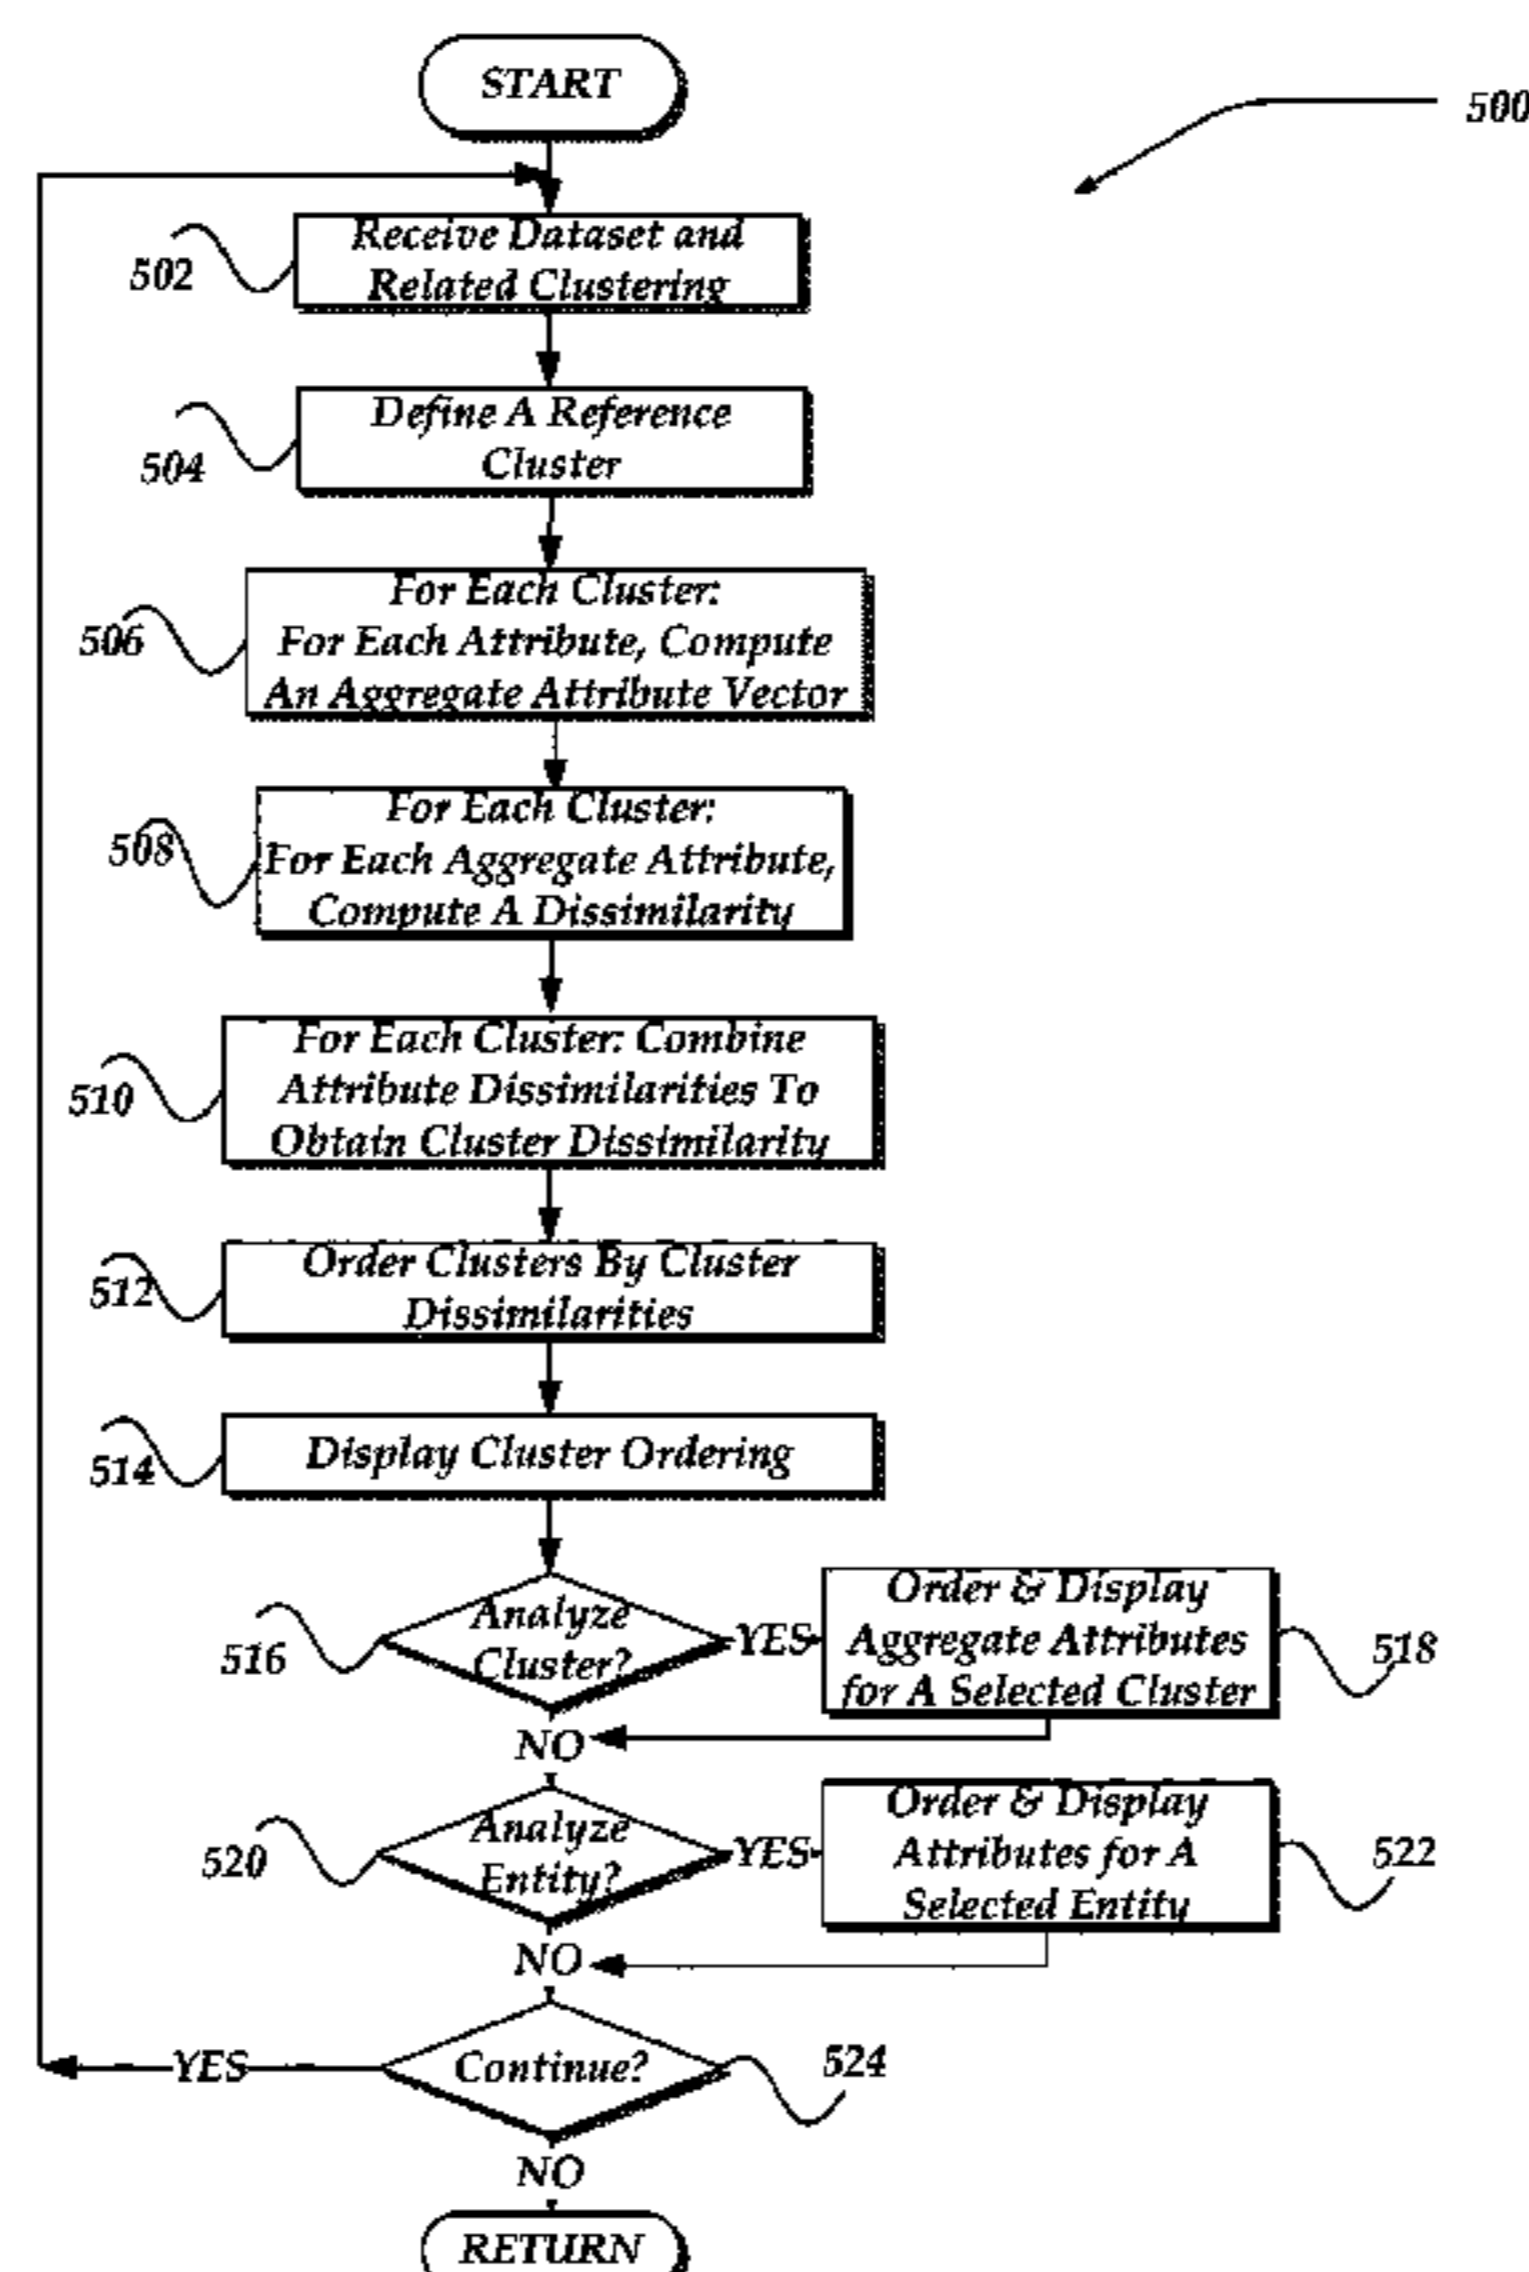 START
500
502
Receive Dataset and
Related Clustering
504
Define A Reference
Cluster
506
For Each Cluster:
For Each Attribute, Compute
An Aggregate Attribute Vector
508
For Each Cluster:
For Each Aggregate Attribute,
Compute A Dissimilarity
510
For Each Cluster: Combine
Attribute Dissimilarities To
Obtain Cluster Dissimilarity
512
Order Clusters By Cluster
Dissimilarities
514
Display Cluster Ordering
516
Analyze
Cluster?
YES
Order & Display
Aggregate Attributes
for A Selected Cluster
518
NO
520
Analyze
Entity?
YES
Order & Display
Attributes for A
Selected Entity
522
NO
YES
Continue?
524
NO
RETURN